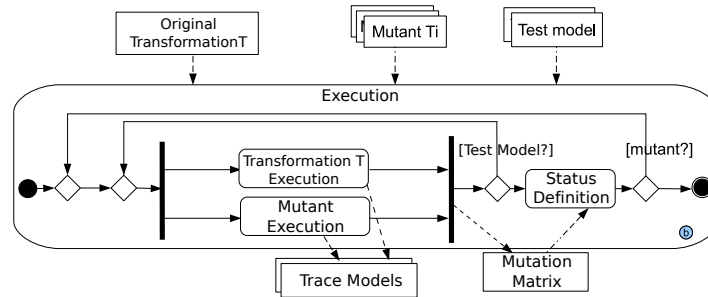 Original
TransformationT
Mutant Ti
Test model
Execution
[Test Model?]
[mutant?]
Transformation T
Execution
Status
Definition
Mutant
Execution
b
Trace Models
Mutation
Matrix